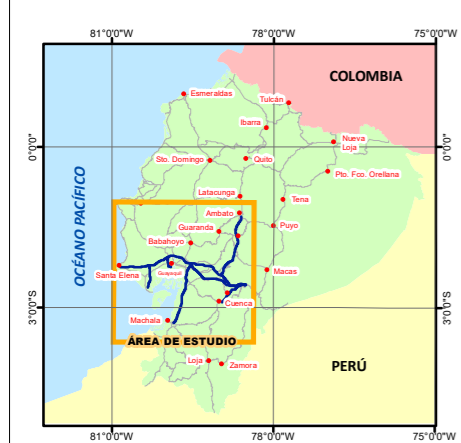 81°0'0"W 78°0'0"W 75°0'0"W
COLOMBIA
Esmeraldas
Tulcán
Ibarra
Nueva
Loja
0°0'0"
0°0'0"
Sto. Domingo
Quito
Pto. Fco. Orellana
OCÉANO PACÍFICO
Latacunga
Tena
Ambato
Puyo
Guaranda
Babahoyo
Santa Elena
Guayaquil
Macas
Cuenca
3°0'0"S
3°0'0"S
Machala
ÁREA DE ESTUDIO
Loja
Zamora
PERÚ
81°0'0"W 78°0'0"W 75°0'0"W